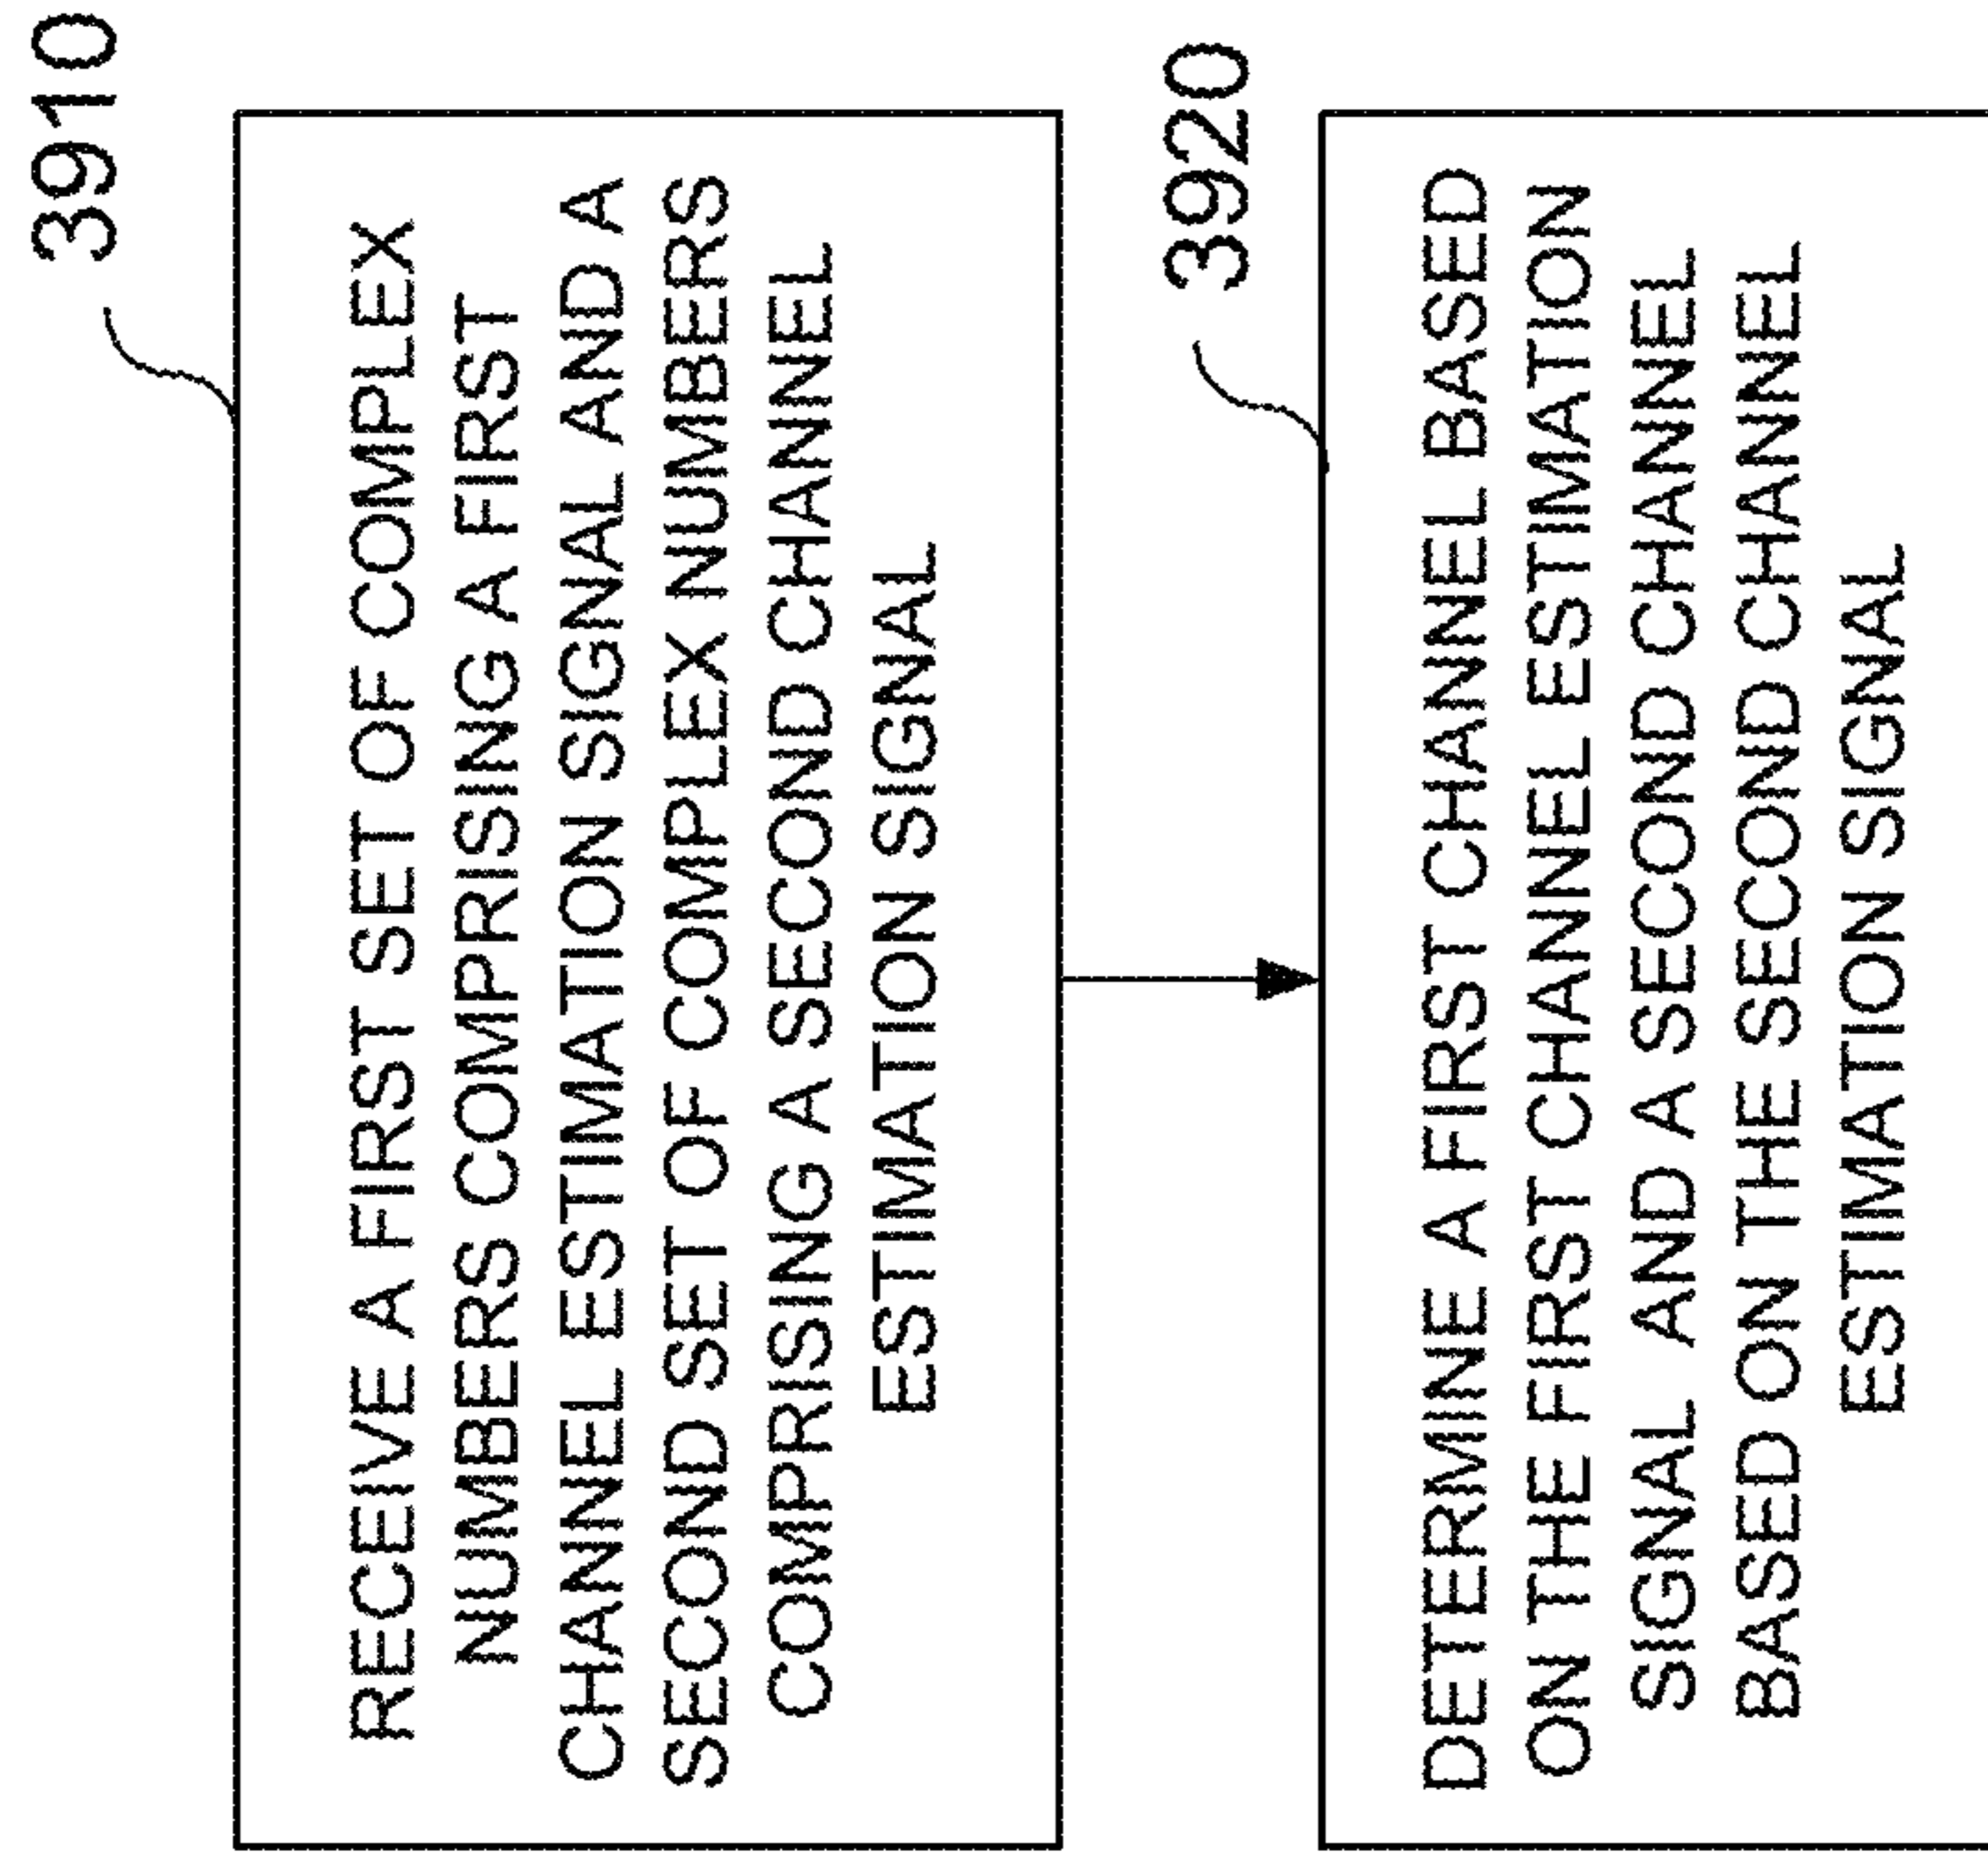 3910
RECEIVE A FIRST SET OF COMPLEX
NUMBERS COMPRISING A FIRST
CHANNEL ESTIMATION SIGNAL AND A
SECOND SET OF COMPLEX NUMBERS
COMPRISING A SECOND CHANNEL
ESTIMATION SIGNAL
3920
DETERMINE A FIRST CHANNEL BASED
ON THE FIRST CHANNEL ESTIMATION
SIGNAL AND A SECOND CHANNEL
BASED ON THE SECOND CHANNEL
ESTIMATION SIGNAL